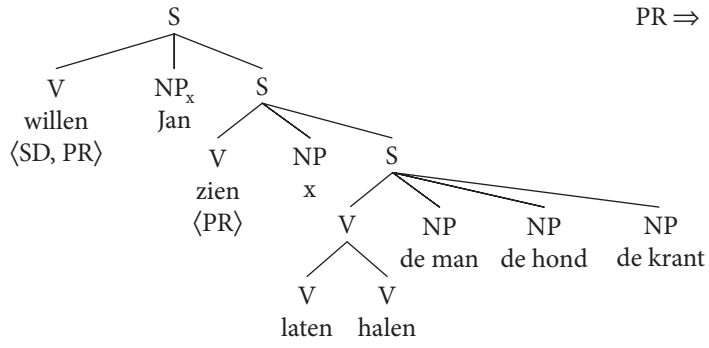 S PR ⇒
V NPx S
willen Jan
⟨SD, PR⟩ V NP S
zien x
⟨PR⟩ V NP NP NP
de man de hond de krant
V V
laten halen